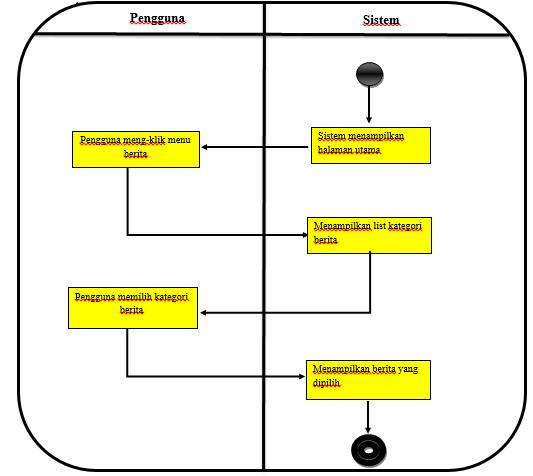 Pengguna
Sistem
Sistem menampilkan
halaman utama
Pengguna meng-klik menu
berita
Menampilkan list kategori
berita
Pengguna memilih kategori
berita
Menampilkan berita yang
dipilih